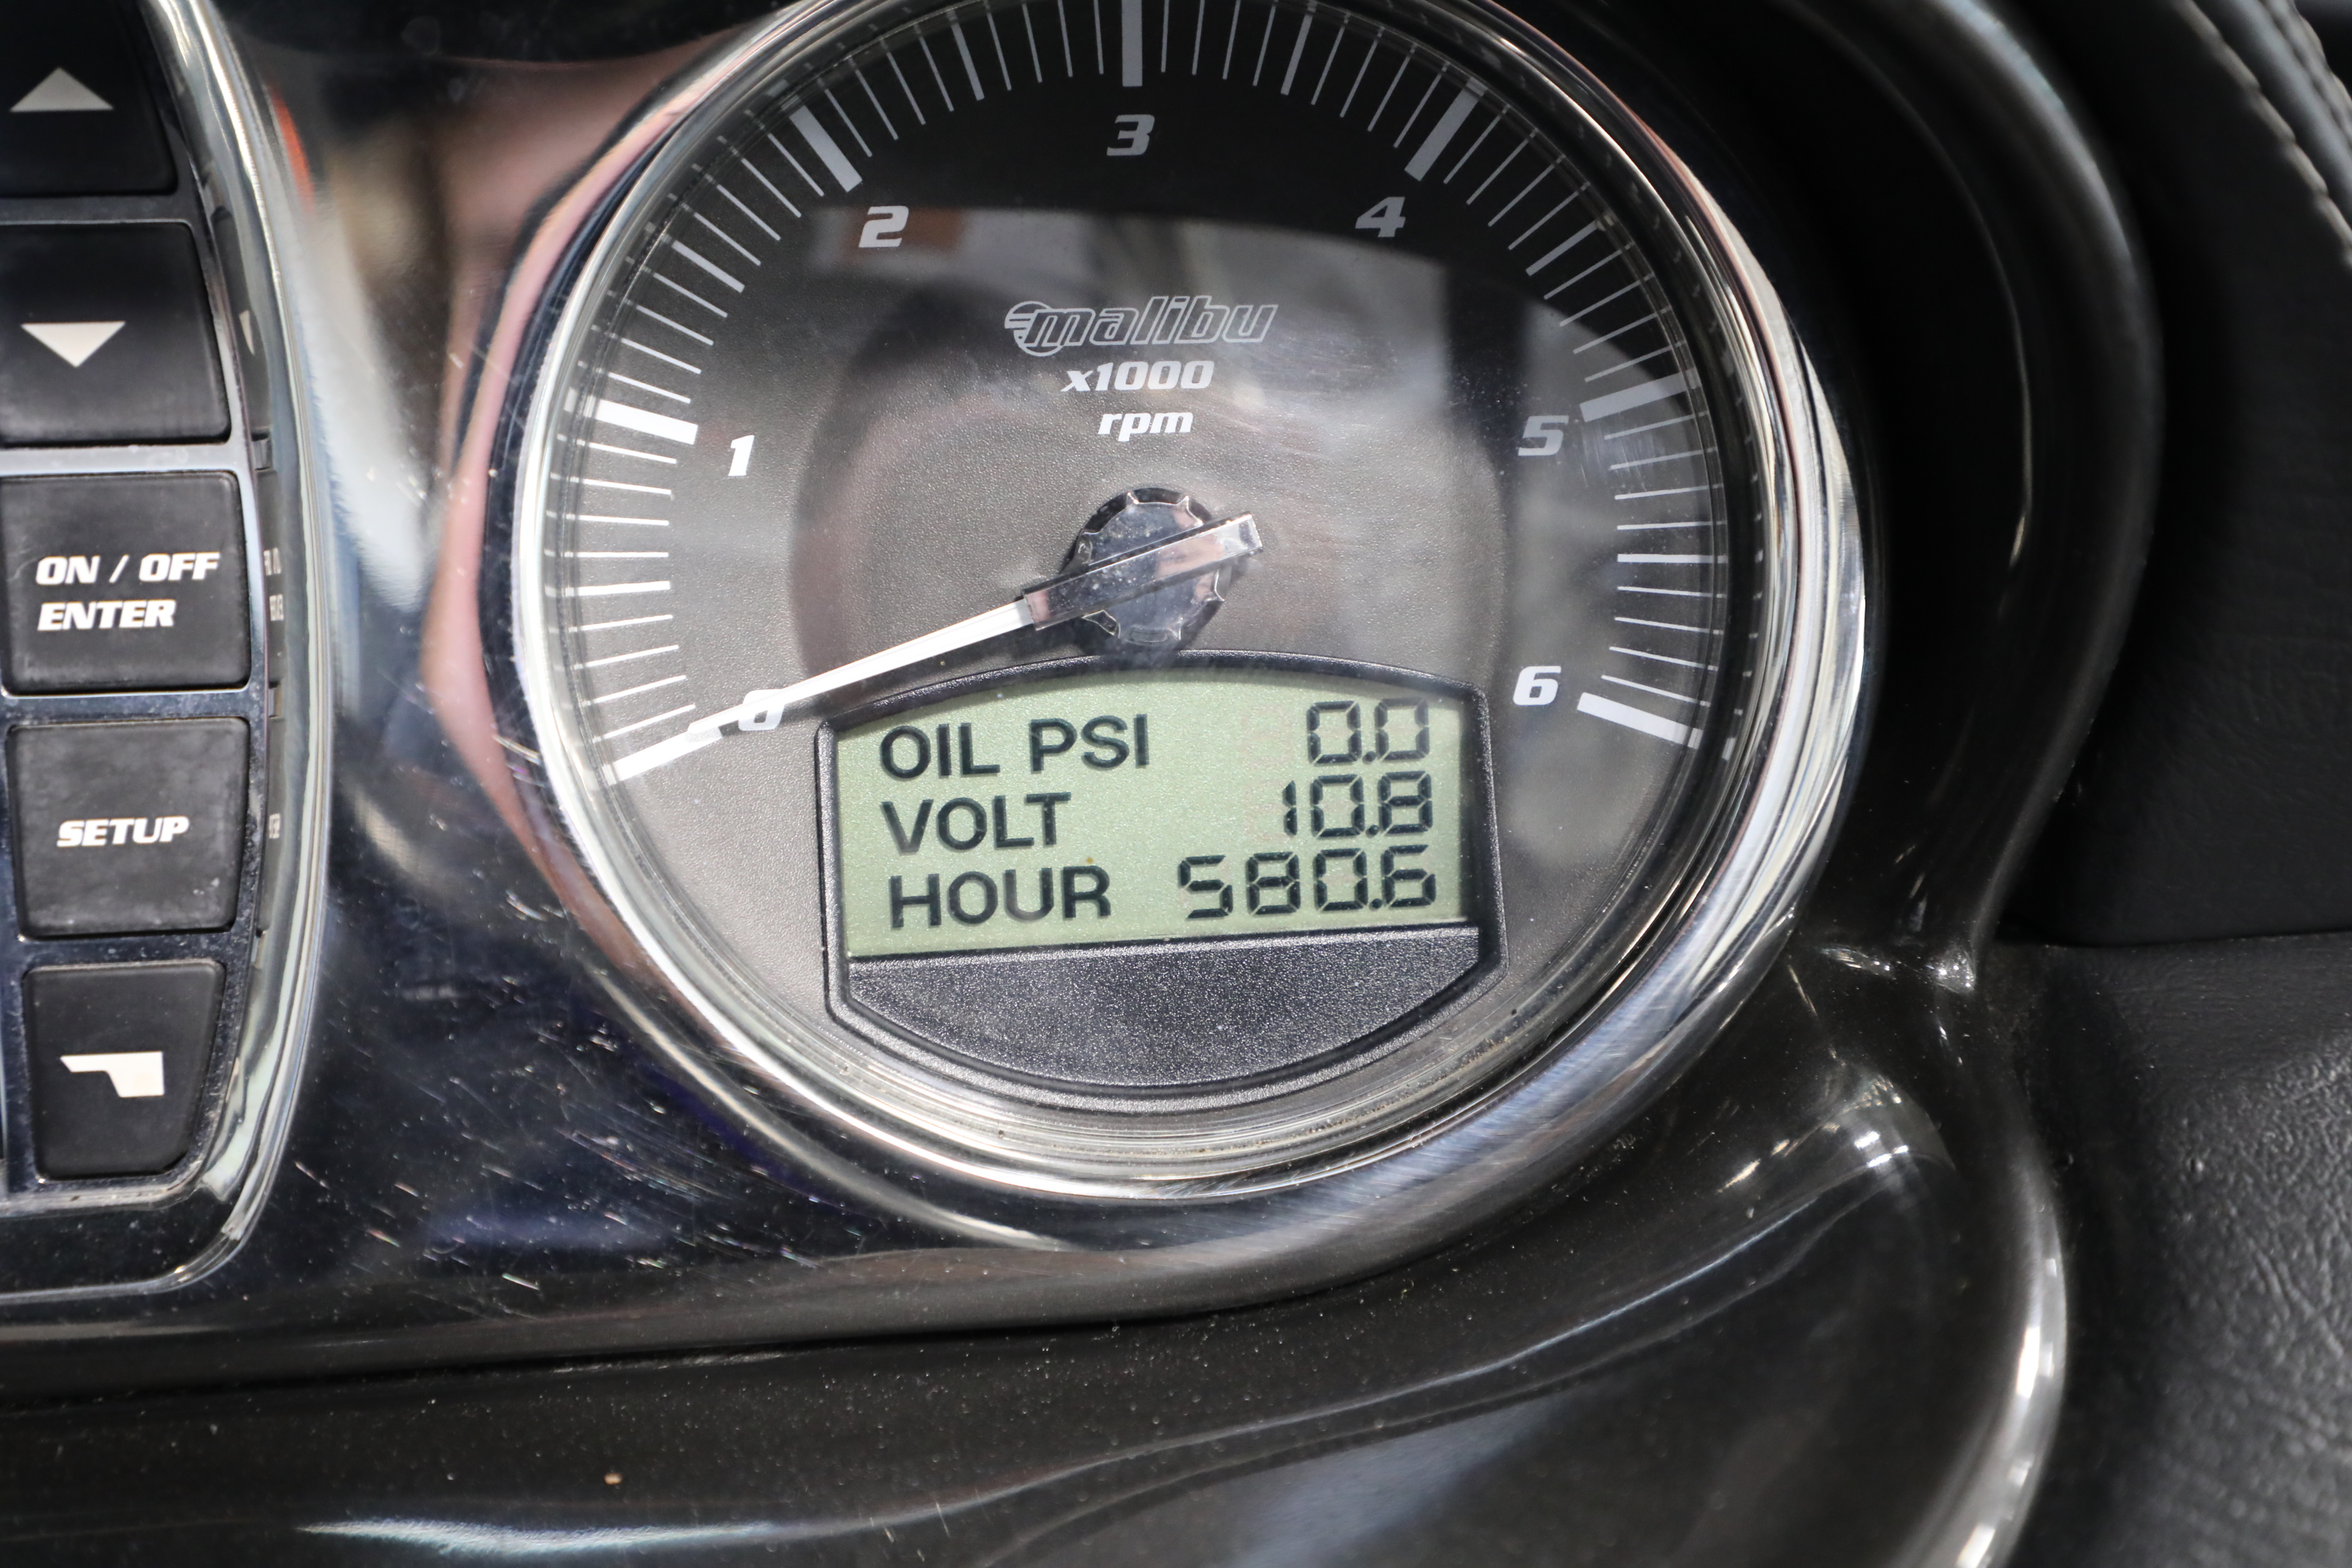 3
2
4
malibu
x1000
rpm
1
5
ON / OFF
ENTER
0
6
OIL PSI 0.0
VOLT 10.8
HOUR 580.6
SETUP